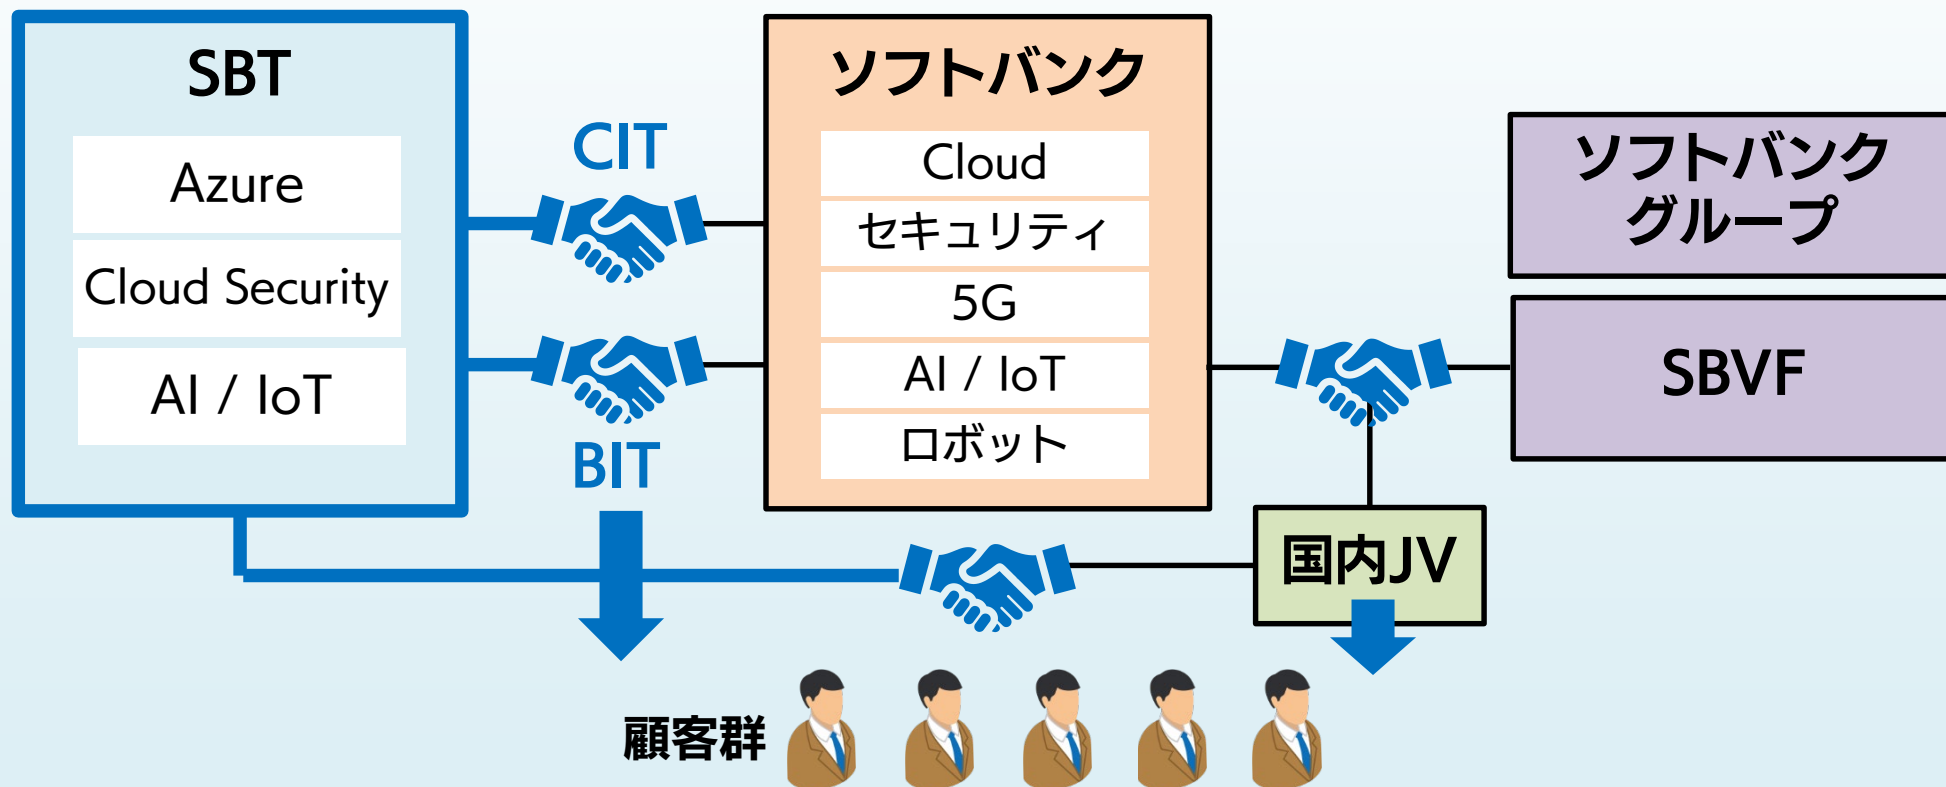 SBT
Azure
Cloud Security
AI / IoT
CIT
BIT
ソフトバンク
Cloud
セキュリティ
5G
AI / IoT
ロボット
ソフトバンク
グループ
SBVF
国内JV
顧客群